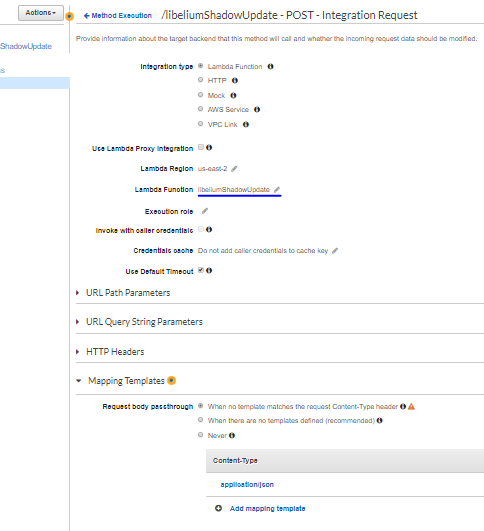 Actions
Method Execution
/libeliumShadowUpdate - POST - Integration Request
Provide information about the target backend that this method will call and whether the incoming request data should be modified.
ShadowUpdate
Integration type
Lambda Function
HTTP
Mock
AWS Service
VPC Link
Use Lambda Proxy Integration
Lambda Region us-east-2
Lambda Function libeliumShadowUpdate
Execution role
Invoke with caller credentials
Credentials cache Do not add caller credentials to cache key
Use Default Timeout
URL Path Parameters
URL Query String Parameters
HTTP Headers
Mapping Templates
Request body passthrough
When no template matches the request Content-Type header
When there are no templates defined (recommended)
Never
Content-Type
application/json
Add mapping template